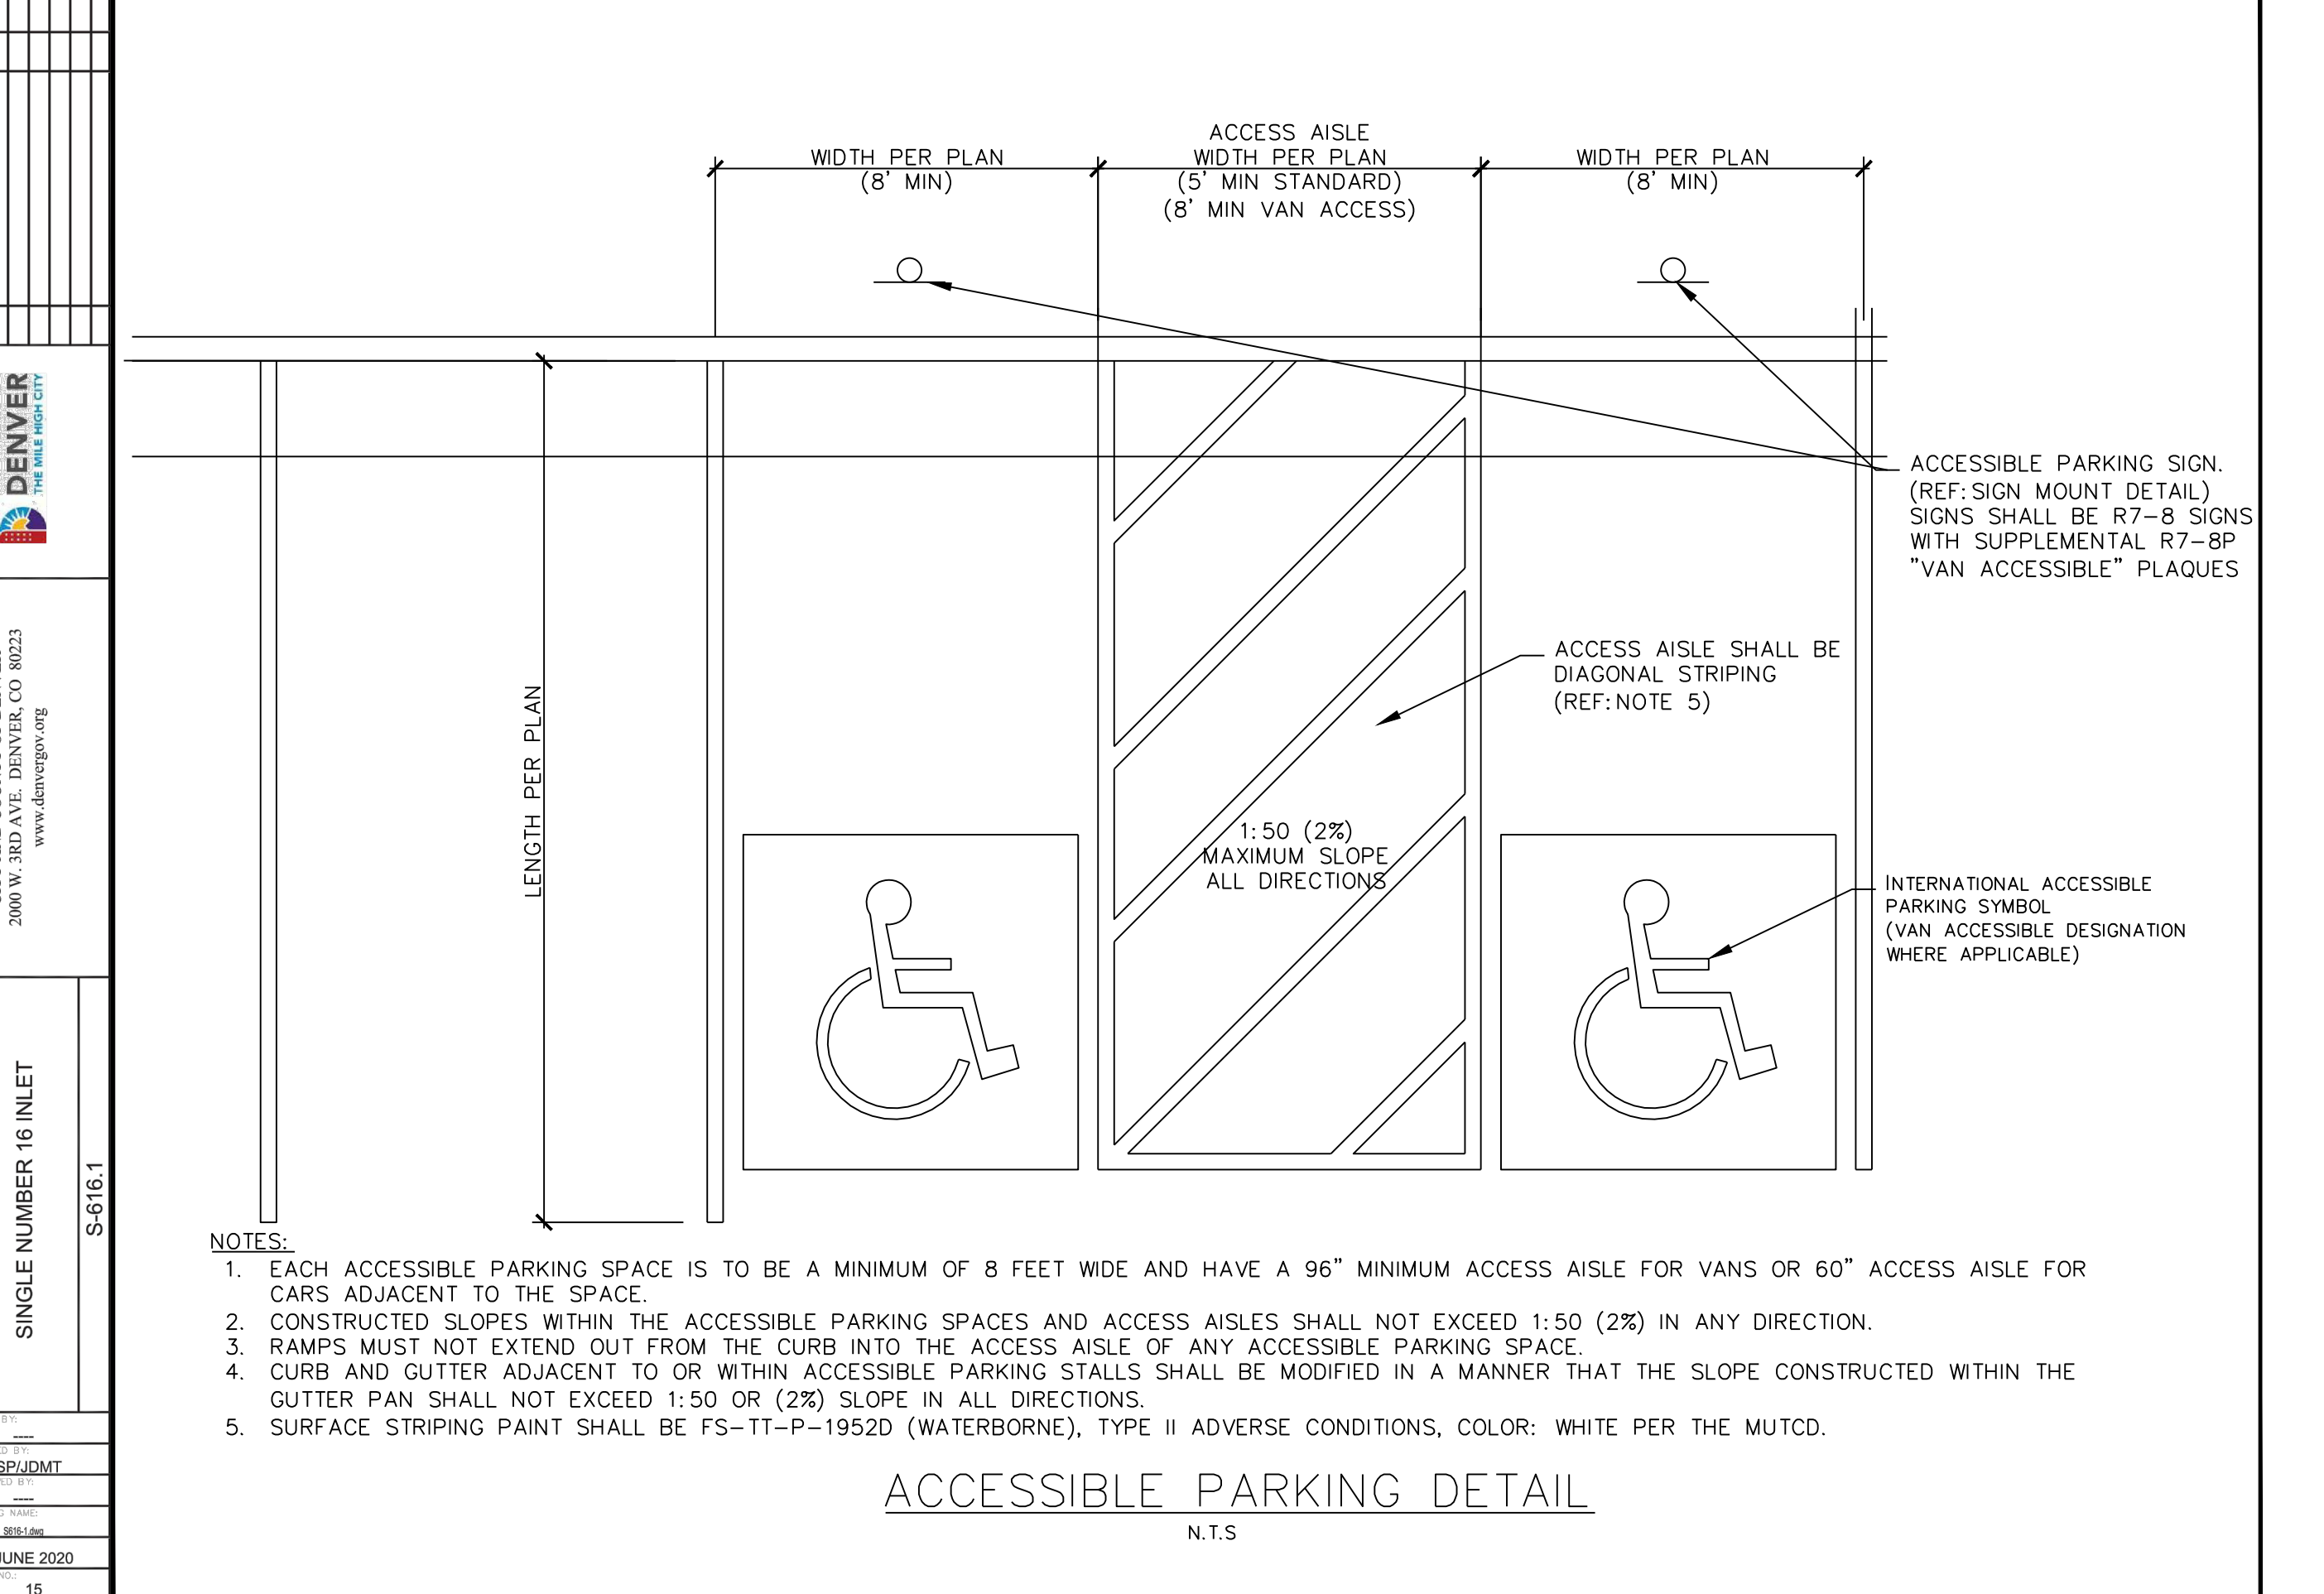 ACCESS AISLE
WIDTH PER PLAN
(8' MIN)
WIDTH PER PLAN
(5' MIN STANDARD)
(8' MIN VAN ACCESS)
WIDTH PER PLAN
(8' MIN)
ACCESSIBLE PARKING SIGN.
(REF:SIGN MOUNT DETAIL)
SIGNS SHALL BE R7-8 SIGNS
WITH SUPPLEMENTAL R7-8P
"VAN ACCESSIBLE" PLAQUES
ACCESS AISLE SHALL BE
DIAGONAL STRIPING
(REF:NOTE 5)
LENGTH PER PLAN
1:50 (2%)
MAXIMUM SLOPE
ALL DIRECTIONS
INTERNATIONAL ACCESSIBLE
PARKING SYMBOL
(VAN ACCESSIBLE DESIGNATION
WHERE APPLICABLE)
NOTES:
1. EACH ACCESSIBLE PARKING SPACE IS TO BE A MINIMUM OF 8 FEET WIDE AND HAVE A 96" MINIMUM ACCESS AISLE FOR VANS OR 60" ACCESS AISLE FOR
CARS ADJACENT TO THE SPACE.
2. CONSTRUCTED SLOPES WITHIN THE ACCESSIBLE PARKING SPACES AND ACCESS AISLES SHALL NOT EXCEED 1:50 (2%) IN ANY DIRECTION.
3. RAMPS MUST NOT EXTEND OUT FROM THE CURB INTO THE ACCESS AISLE OF ANY ACCESSIBLE PARKING SPACE.
4. CURB AND GUTTER ADJACENT TO OR WITHIN ACCESSIBLE PARKING STALLS SHALL BE MODIFIED IN A MANNER THAT THE SLOPE CONSTRUCTED WITHIN THE
GUTTER PAN SHALL NOT EXCEED 1:50 OR (2%) SLOPE IN ALL DIRECTIONS.
5. SURFACE STRIPING PAINT SHALL BE FS-TT-P-1952D (WATERBORNE), TYPE II ADVERSE CONDITIONS, COLOR: WHITE PER THE MUTCD.
ACCESSIBLE PARKING DETAIL
N.T.S
DENVER
THE MILE HIGH CITY
2000 W. 3RD AVE. DENVER, CO 80223
www.denvergov.org
SINGLE NUMBER 16 INLET
S-616.1
BY:
----
ED BY:
SP/JDMT
ED BY:
----
G NAME:
S616-1.dwg
JUNE 2020
NO.:
15